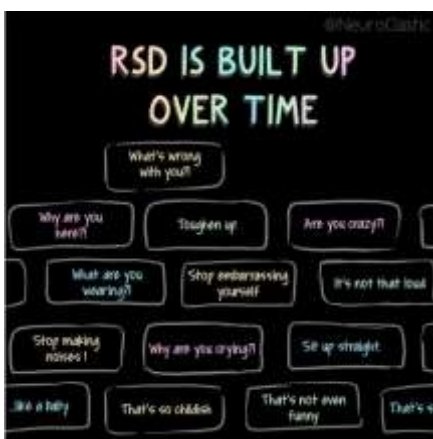 @NeuroClastic
RSD IS BUILT UP
OVER TIME
What's wrong
with you?!
Why are you
here?!
Toughen up
Are you crazy?!
What are you
wearing?!
Stop embarrassing
yourself
It's not that loud
Stop making
noises!
Why are you crying?!
Sit up straight.
like a baby
That's so childish
That's not even
funny
That's s